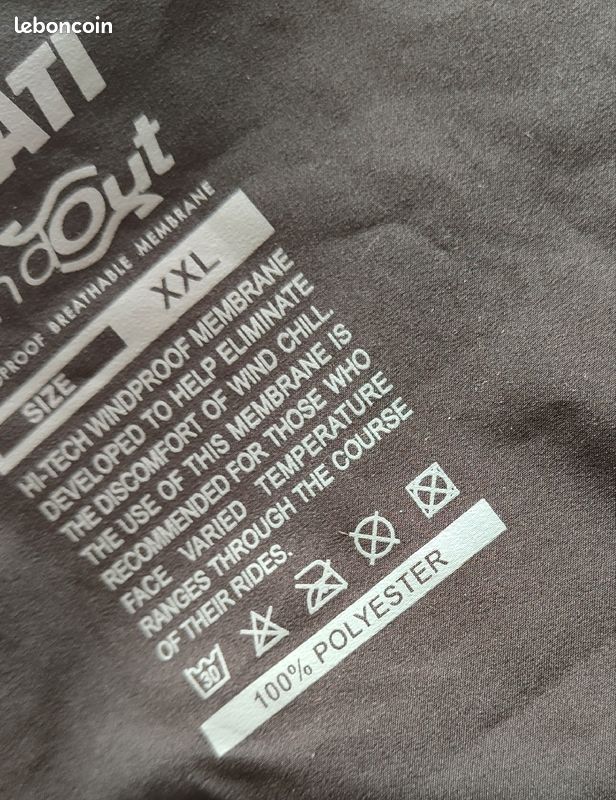 leboncoin
ATI
ndOut
PROOF BREATHABLE MEMBRANE
SIZE XXL
HI-TECH WINDPROOF MEMBRANE
DEVELOPED TO HELP ELIMINATE
THE DISCOMFORT OF WIND CHILL.
THE USE OF THIS MEMBRANE IS
RECOMMENDED FOR THOSE WHO
FACE VARIED TEMPERATURE
RANGES THROUGH THE COURSE
OF THEIR RIDES.
30
100% POLYESTER